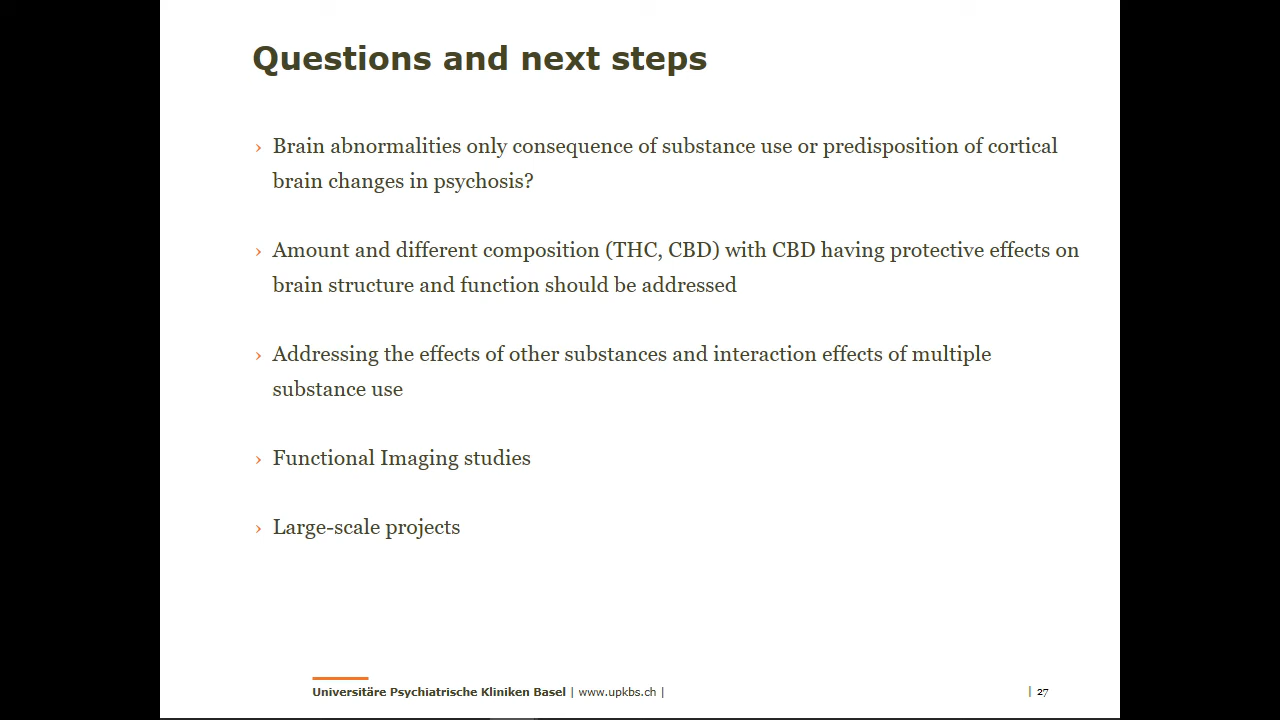 Questions and next steps
› Brain abnormalities only consequence of substance use or predisposition of cortical
brain changes in psychosis?
› Amount and different composition (THC, CBD) with CBD having protective effects on
brain structure and function should be addressed
› Addressing the effects of other substances and interaction effects of multiple
substance use
› Functional Imaging studies
› Large-scale projects
Universitäre Psychiatrische Kliniken Basel | www.upkbs.ch | | 27